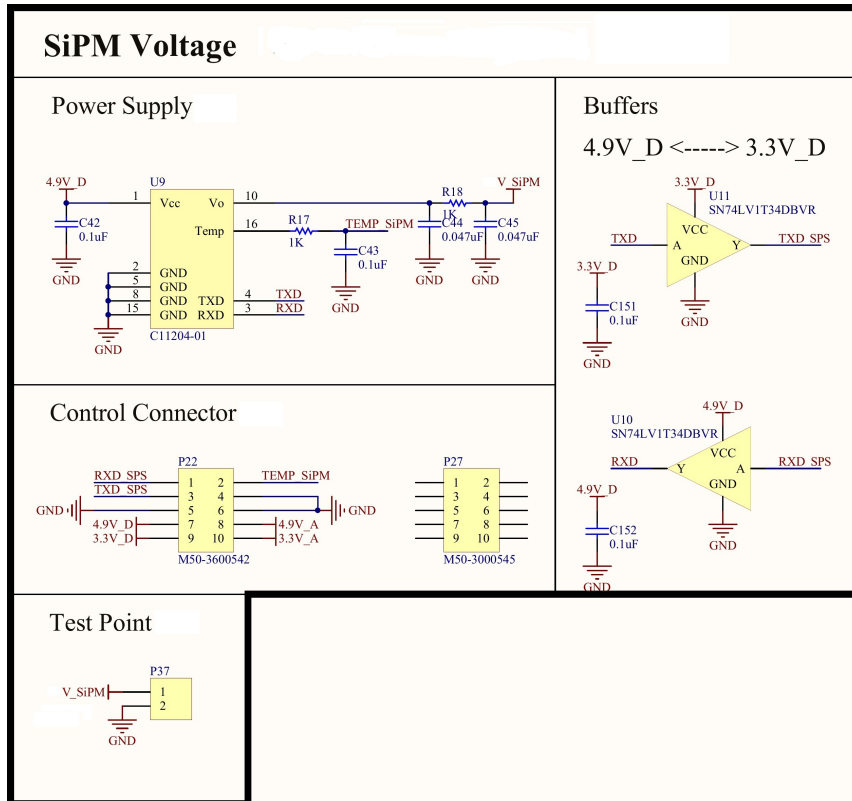 SiPM Voltage
Power Supply
4.9V_D
C42
0.1uF
GND
U9
1 Vcc Vo 10
Temp 16
2 GND
5 GND
8 GND TXD 4 TXD
15 GND RXD 3 RXD
C11204-01
GND
R17
1K
TEMP_SiPM
C43
0.1uF
GND
R18
1K
V_SiPM
C44
0.047uF
GND
C45
0.047uF
GND
Buffers
4.9V_D <-----> 3.3V_D
3.3V_D
U11
SN74LV1T34DBVR
VCC
TXD A Y TXD_SPS
GND
GND
3.3V_D
C151
0.1uF
GND
4.9V_D
U10
SN74LV1T34DBVR
VCC
RXD Y A RXD_SPS
GND
GND
4.9V_D
C152
0.1uF
GND
Control Connector
P22
RXD_SPS 1 2 TEMP_SiPM
TXD_SPS 3 4
GND 5 6 GND
4.9V_D 7 8 4.9V_A
3.3V_D 9 10 3.3V_A
M50-3600542
P27
1 2
3 4
5 6
7 8
9 10
M50-3000545
Test Point
P37
V_SiPM 1
2
GND